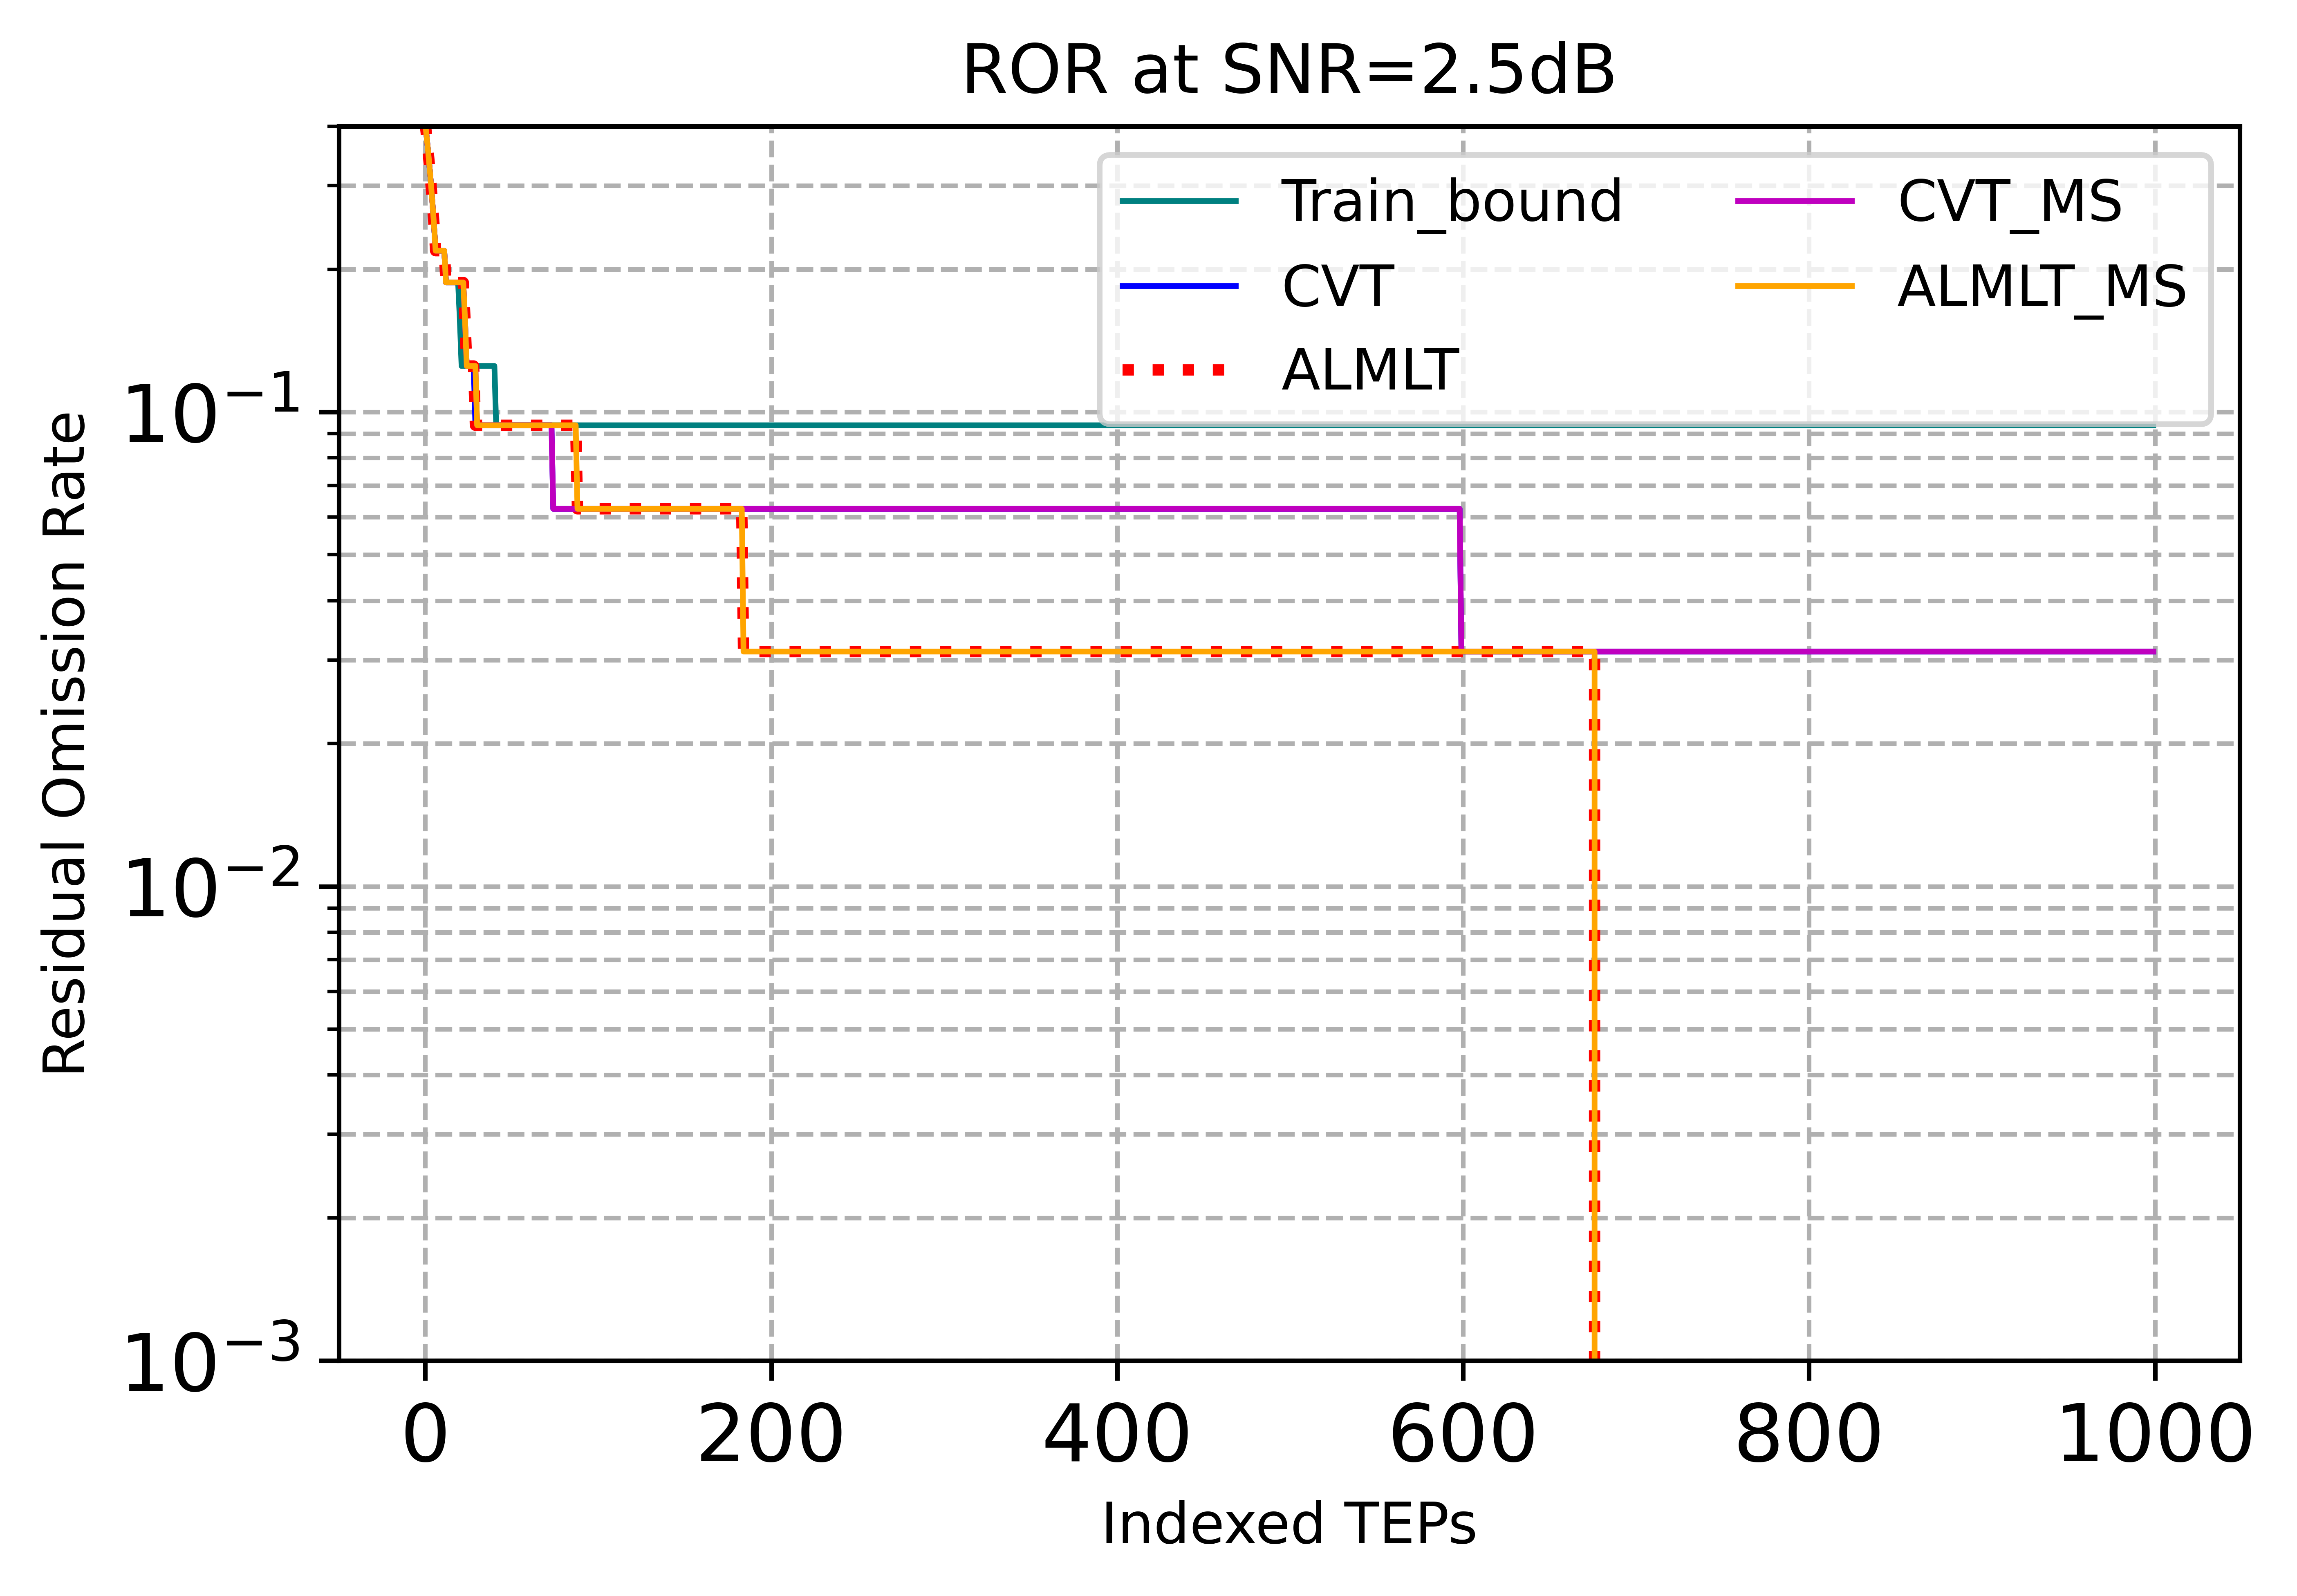 ROR at SNR=2.5dB
Train_bound
CVT
ALMLT
CVT_MS
ALMLT_MS
Residual Omission Rate
10⁻¹
10⁻²
10⁻³
0 200 400 600 800 1000
Indexed TEPs